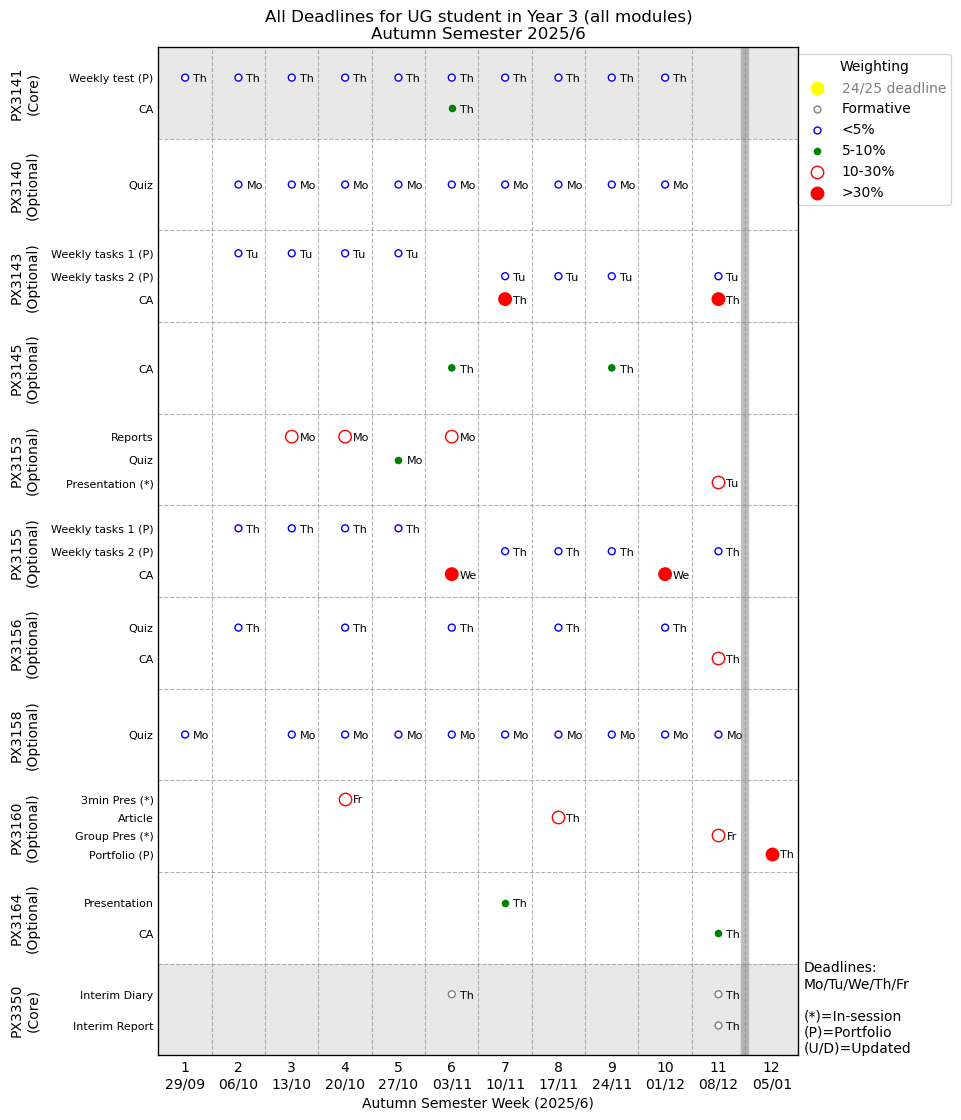 All Deadlines for UG student in Year 3 (all modules)
Autumn Semester 2025/6
PX3141
(Core)
Weekly test (P)
Th Th Th Th Th Th Th Th Th Th
CA
Th
PX3140
(Optional)
Quiz
Mo Mo Mo Mo Mo Mo Mo Mo Mo
PX3143
(Optional)
Weekly tasks 1 (P)
Tu Tu Tu Tu
Weekly tasks 2 (P)
Tu Tu Tu Tu
CA
Th Th
PX3145
(Optional)
CA
Th Th
PX3153
(Optional)
Reports
Mo Mo Mo
Quiz
Mo
Presentation (*)
Tu
PX3155
(Optional)
Weekly tasks 1 (P)
Th Th Th Th
Weekly tasks 2 (P)
Th Th Th Th
CA
We We
PX3156
(Optional)
Quiz
Th Th Th Th Th
CA
Th
PX3158
(Optional)
Quiz
Mo Mo Mo Mo Mo Mo Mo Mo Mo Mo
PX3160
(Optional)
3min Pres (*)
Fr
Article
Th
Group Pres (*)
Fr
Portfolio (P)
Th
PX3164
(Optional)
Presentation
Th
CA
Th
PX3350
(Core)
Interim Diary
Th Th
Interim Report
Th
1 2 3 4 5 6 7 8 9 10 11 12
29/09 06/10 13/10 20/10 27/10 03/11 10/11 17/11 24/11 01/12 08/12 05/01
Autumn Semester Week (2025/6)
Weighting
24/25 deadline
Formative
<5%
5-10%
10-30%
>30%
Deadlines:
Mo/Tu/We/Th/Fr
(*)=In-session
(P)=Portfolio
(U/D)=Updated